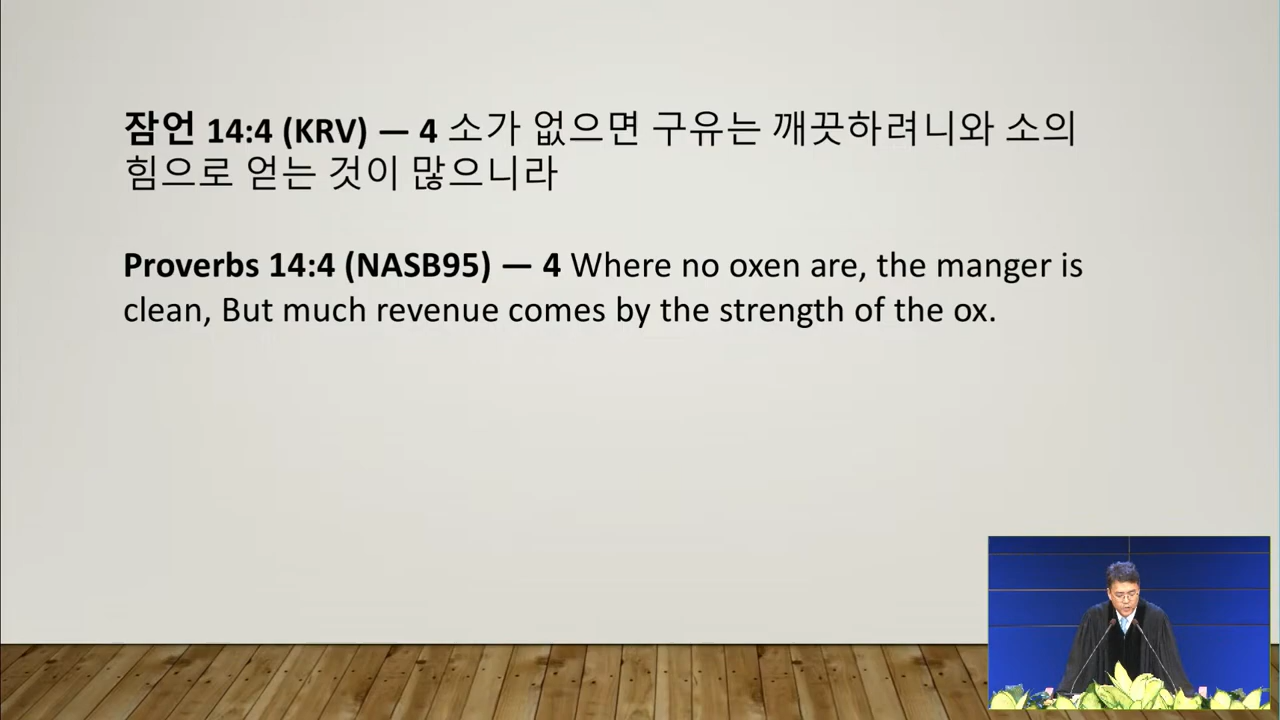 잠언 14:4 (KRV) — 4 소가 없으면 구유는 깨끗하려니와 소의
힘으로 얻는 것이 많으니라
Proverbs 14:4 (NASB95) — 4 Where no oxen are, the manger is
clean, But much revenue comes by the strength of the ox.